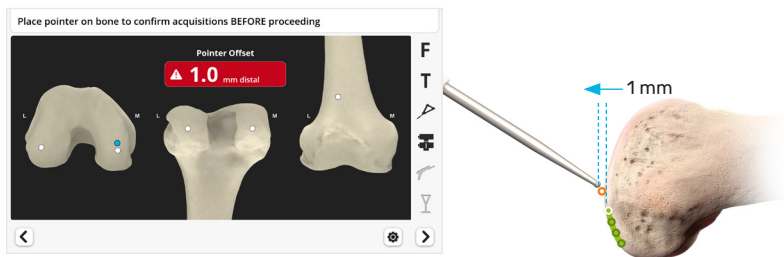 Place pointer on bone to confirm acquisitions BEFORE proceeding
Pointer Offset
1.0 mm distal
L M L M L M
F
T
1 mm